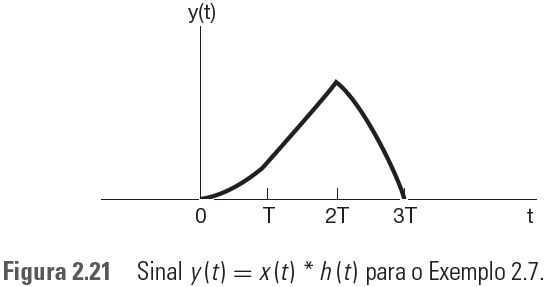 y(t)
0 T 2T 3T t
Figura 2.21 Sinal y(t) = x(t) * h(t) para o Exemplo 2.7.